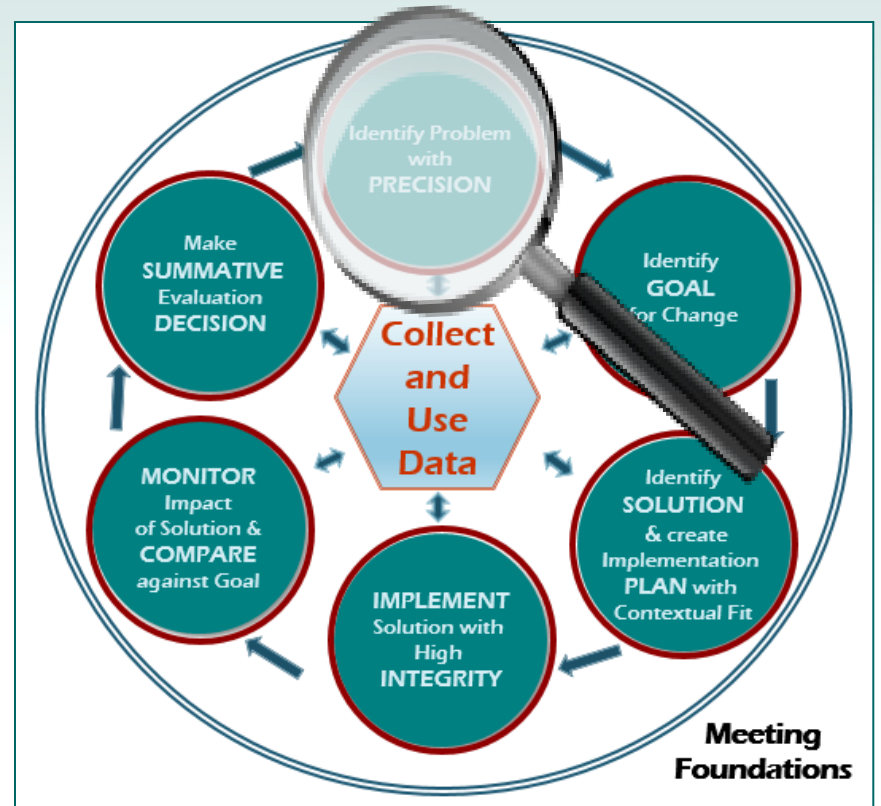 Identify Problem
with
PRECISION
Identify
GOAL
for Change
Identify
SOLUTION
& create
Implementation
PLAN with
Contextual Fit
IMPLEMENT
Solution with
High
INTEGRITY
MONITOR
Impact
of Solution &
COMPARE
against Goal
Make
SUMMATIVE
Evaluation
DECISION
Collect
and
Use
Data
Meeting
Foundations